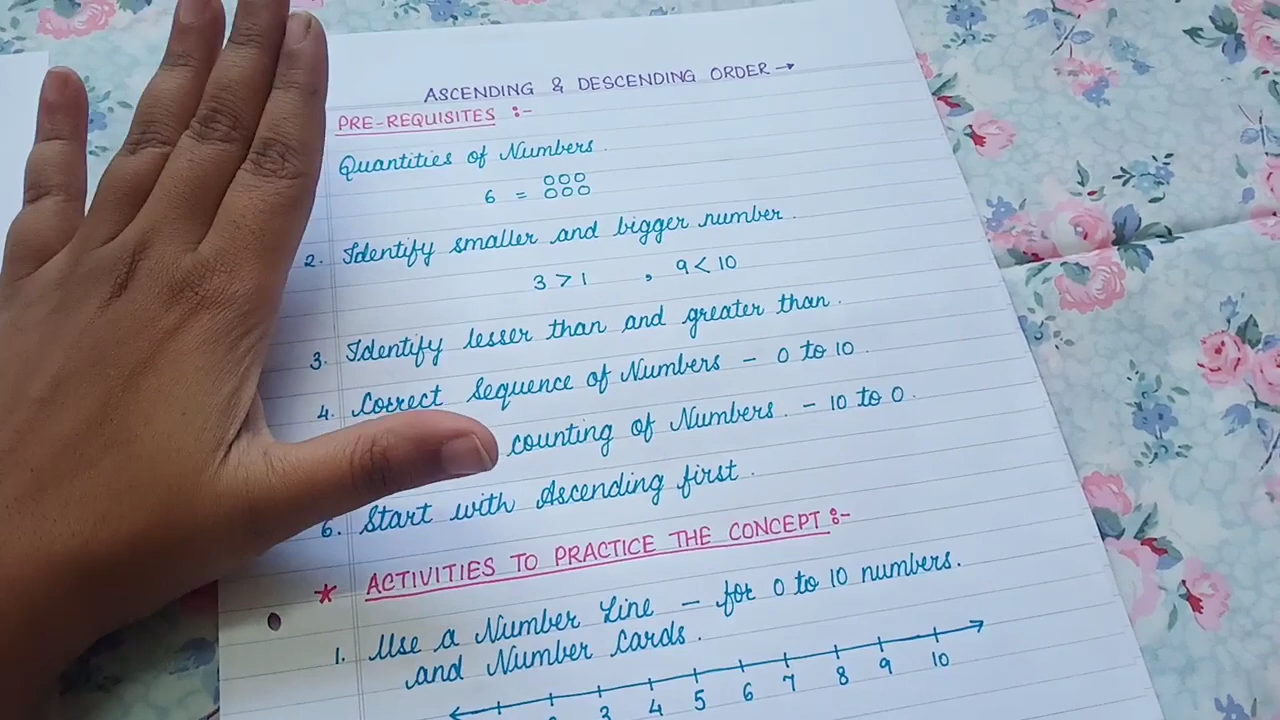 ASCENDING & DESCENDING ORDER →
PRE-REQUISITES :-
Quantities of Numbers.
6 = 000
000
2. Identify smaller and bigger number.
3 > 1 , 9 < 10
3. Identify lesser than and greater than.
4. Correct Sequence of Numbers - 0 to 10.
counting of Numbers. - 10 to 0.
6. Start with Ascending first.
* ACTIVITIES TO PRACTICE THE CONCEPT :-
1. Use a Number Line - for 0 to 10 numbers.
and Number Cards.
3 4 5 6 7 8 9 10